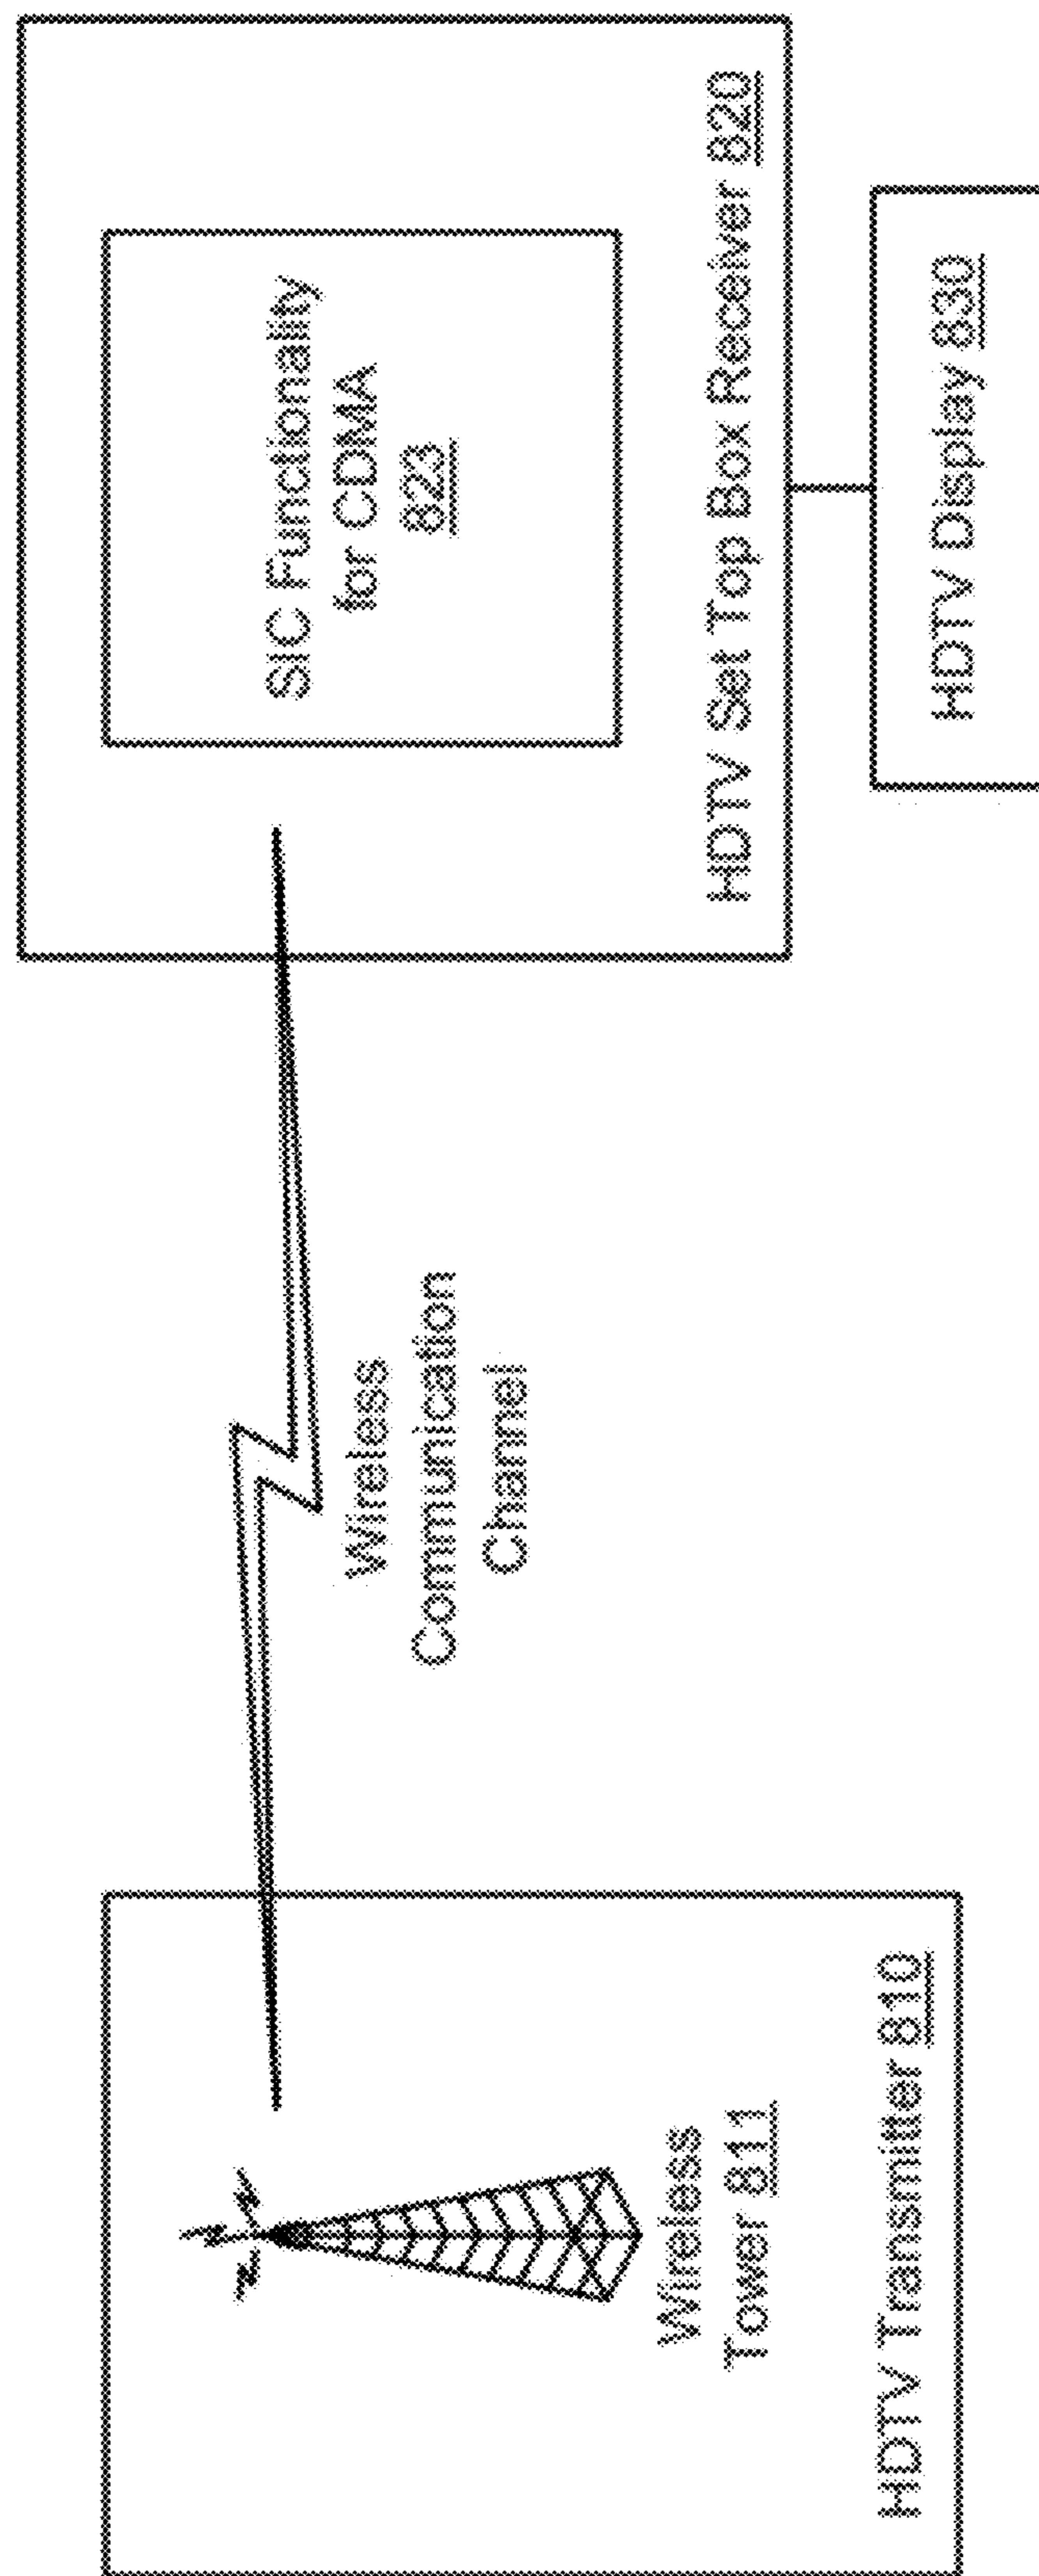 Wireless
Tower 811
HDTV Transmitter 810
Wireless
Communication
Channel
SIC Functionality
for CDMA
823
HDTV Set Top Box Receiver 820
HDTV Display 830